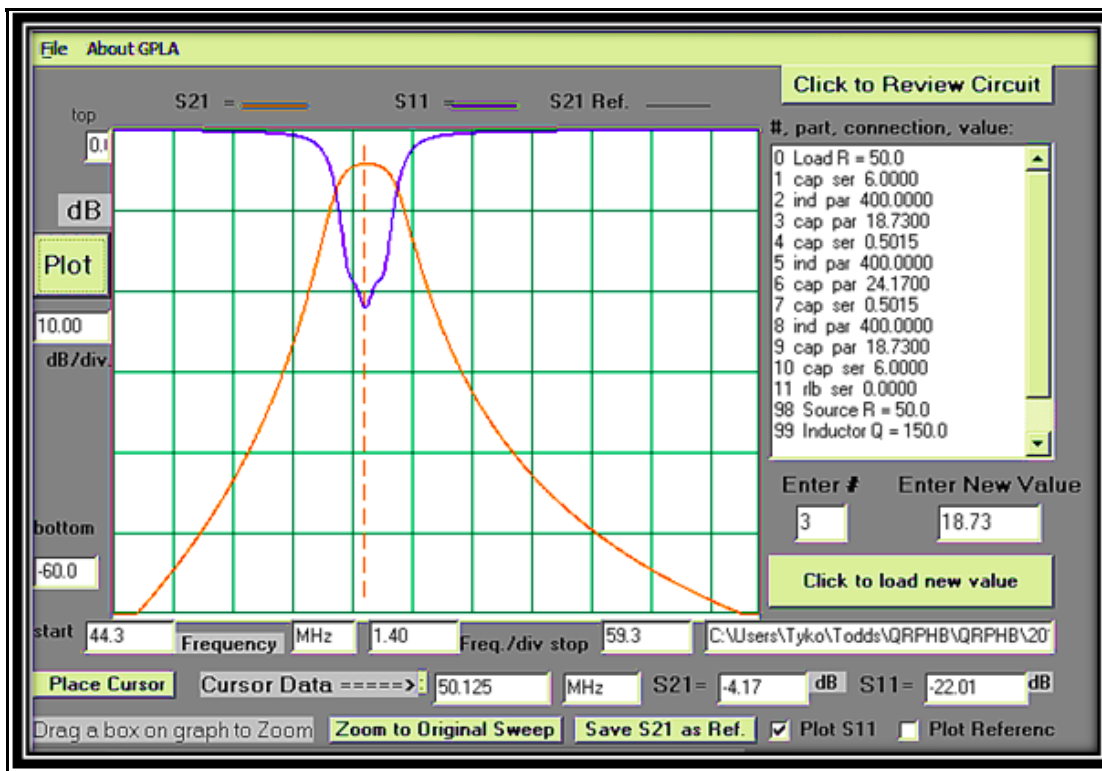 File About GPLA
Click to Review Circuit
S21 = S11 = S21 Ref.
top
0.
dB
Plot
10.00
dB/div.
bottom
-60.0
#, part, connection, value:
0 Load R = 50.0
1 cap ser 6.0000
2 ind par 400.0000
3 cap par 18.7300
4 cap ser 0.5015
5 ind par 400.0000
6 cap par 24.1700
7 cap ser 0.5015
8 ind par 400.0000
9 cap par 18.7300
10 cap ser 6.0000
11 rlb ser 0.0000
98 Source R = 50.0
99 Inductor Q = 150.0
Enter # Enter New Value
3 18.73
Click to load new value
start 44.3 Frequency MHz 1.40 Freq./div stop 59.3 C:\Users\Tyko\Todds\QRPHB\QRPHB\20
Place Cursor Cursor Data =====>: 50.125 MHz S21= -4.17 dB S11= -22.01 dB
Drag a box on graph to Zoom Zoom to Original Sweep Save S21 as Ref. Plot S11 Plot Referenc